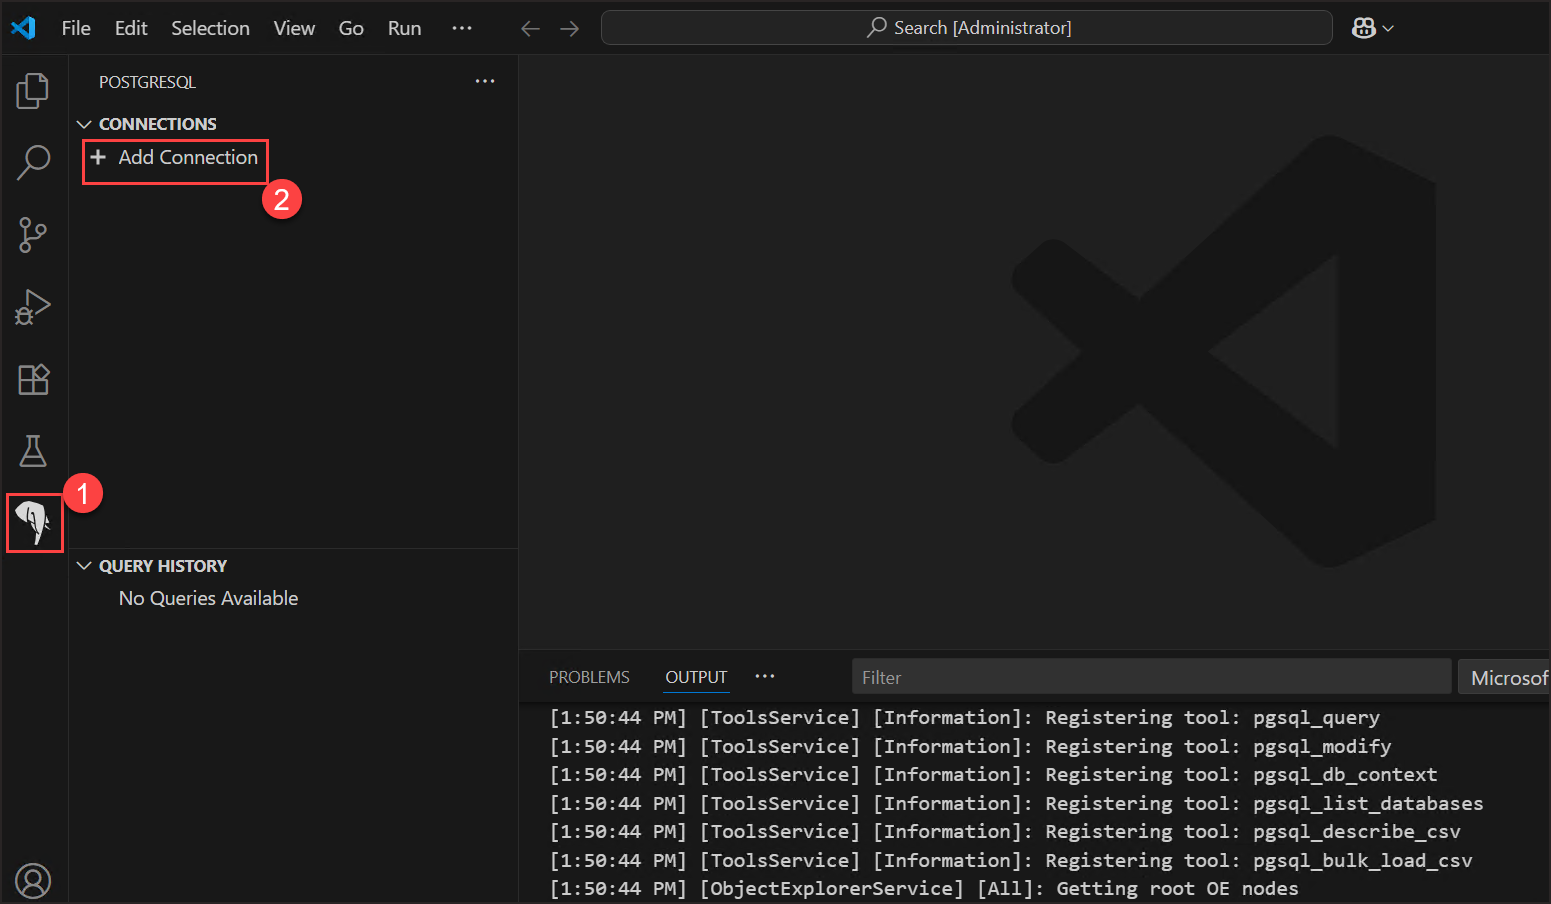 File Edit Selection View Go Run ···
Search [Administrator]
POSTGRESQL ···
CONNECTIONS
+ Add Connection
2
1
QUERY HISTORY
No Queries Available
PROBLEMS OUTPUT ··· Filter Microsof
[1:50:44 PM] [ToolsService] [Information]: Registering tool: pgsql_query
[1:50:44 PM] [ToolsService] [Information]: Registering tool: pgsql_modify
[1:50:44 PM] [ToolsService] [Information]: Registering tool: pgsql_db_context
[1:50:44 PM] [ToolsService] [Information]: Registering tool: pgsql_list_databases
[1:50:44 PM] [ToolsService] [Information]: Registering tool: pgsql_describe_csv
[1:50:44 PM] [ToolsService] [Information]: Registering tool: pgsql_bulk_load_csv
[1:50:44 PM] [ObjectExplorerService] [All]: Getting root OE nodes